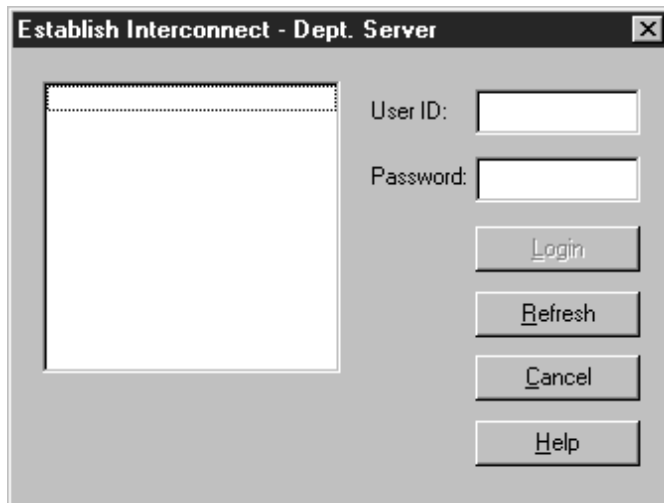 Establish Interconnect - Dept. Server
User ID:
Password:
Login
Refresh
Cancel
Help